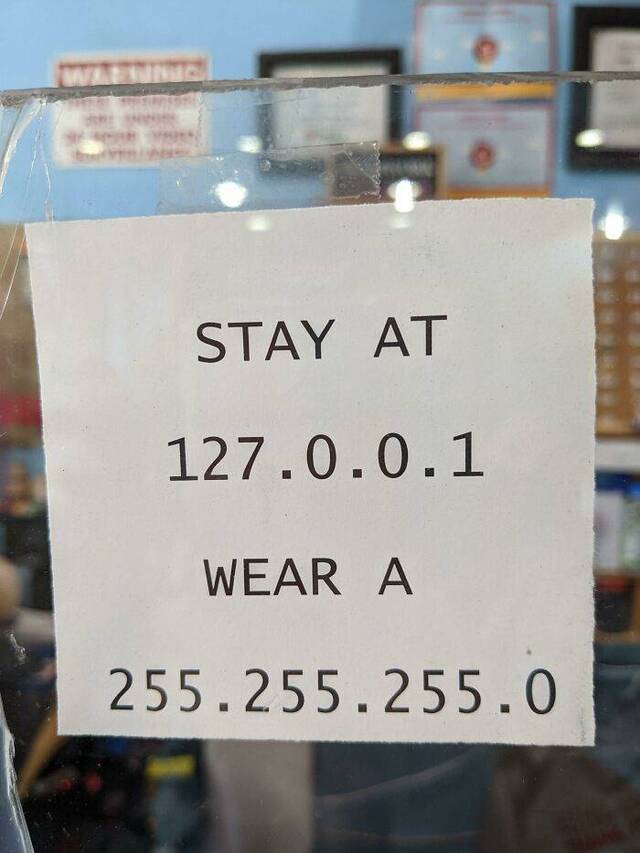 WARNING
STAY AT
127.0.0.1
WEAR A
255.255.255.0